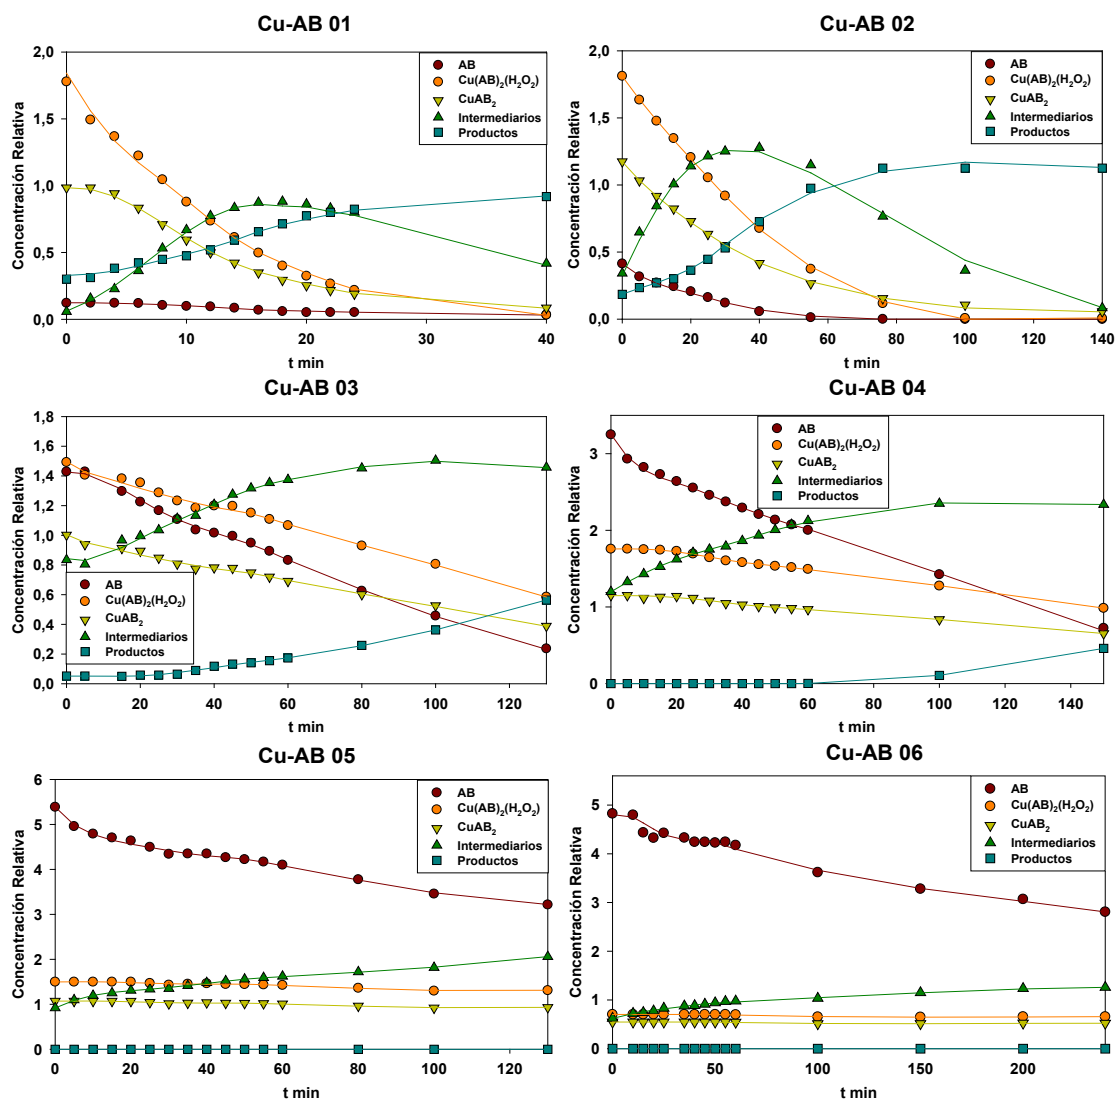 Cu-AB 01
Concentración Relativa
2,0
1,5
1,0
0,5
0,0
0 10 20 30 40
t min
AB
Cu(AB)₂(H₂O₂)
CuAB₂
Intermediarios
Productos
Cu-AB 02
Concentración Relativa
2,0
1,5
1,0
0,5
0,0
0 20 40 60 80 100 120 140
t min
AB
Cu(AB)₂(H₂O₂)
CuAB₂
Intermediarios
Productos
Cu-AB 03
Concentración Relativa
1,8
1,6
1,4
1,2
1,0
0,8
0,6
0,4
0,2
0,0
0 20 40 60 80 100 120
t min
AB
Cu(AB)₂(H₂O₂)
CuAB₂
Intermediarios
Productos
Cu-AB 04
Concentración Relativa
3
2
1
0
0 20 40 60 80 100 120 140
t min
AB
Cu(AB)₂(H₂O₂)
CuAB₂
Intermediarios
Productos
Cu-AB 05
Concentración Relativa
6
5
4
3
2
1
0
0 20 40 60 80 100 120
t min
AB
Cu(AB)₂(H₂O₂)
CuAB₂
Intermediarios
Productos
Cu-AB 06
Concentración Relativa
5
4
3
2
1
0
0 50 100 150 200
t min
AB
Cu(AB)₂(H₂O₂)
CuAB₂
Intermediarios
Productos